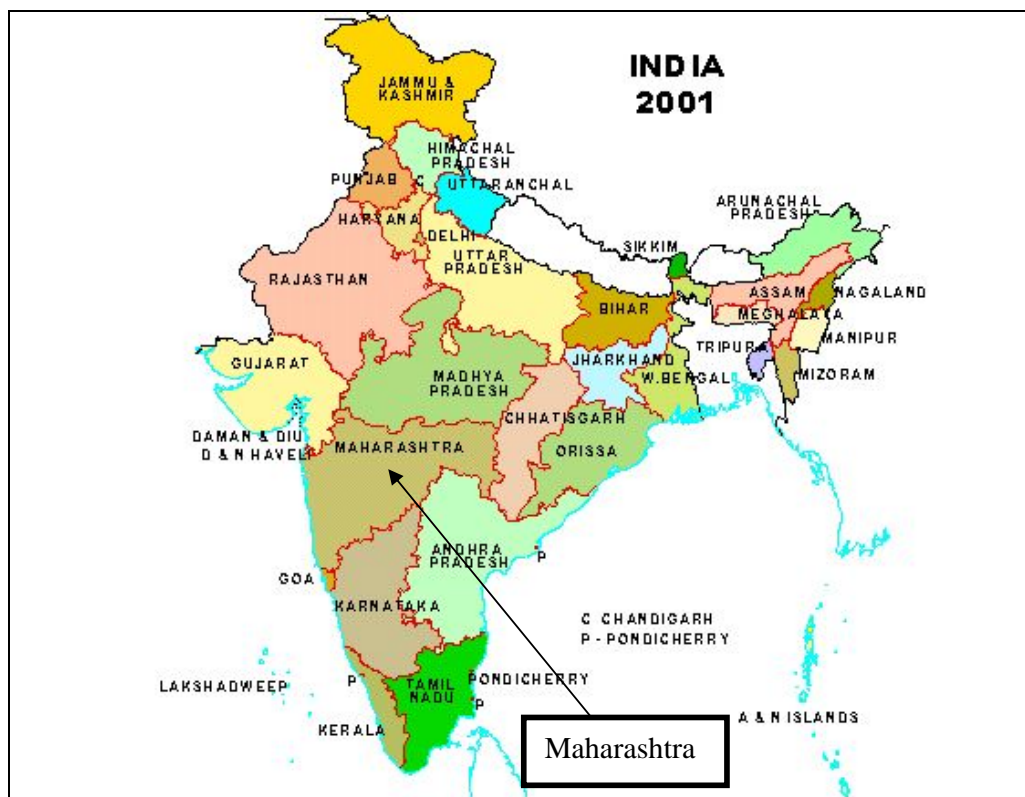 INDIA
2001
JAMMU &
KASHMIR
HIMACHAL
PRADESH
PUNJAB
C
UTTARANCHAL
ARUNACHAL
PRADESH
HARYANA
DELHI
SIKKIM
UTTAR
PRADESH
RAJASTHAN
ASSAM
NAGALAND
BIHAR
MEGHALAYA
MANIPUR
TRIPURA
GUJARAT
JHARKHAND
MADHYA
PRADESH
W.BENGAL
MIZORAM
CHHATISGARH
DAMAN & DIU
D & N HAVELI
MAHARASHTRA
ORISSA
ANDHRA
PRADESH
P
GOA
KARNATAKA
C CHANDIGARH
P - PONDICHERRY
LAKSHADWEEP
P
TAMIL
NADU
PONDICHERRY
P
KERALA
A & N ISLANDS
Maharashtra